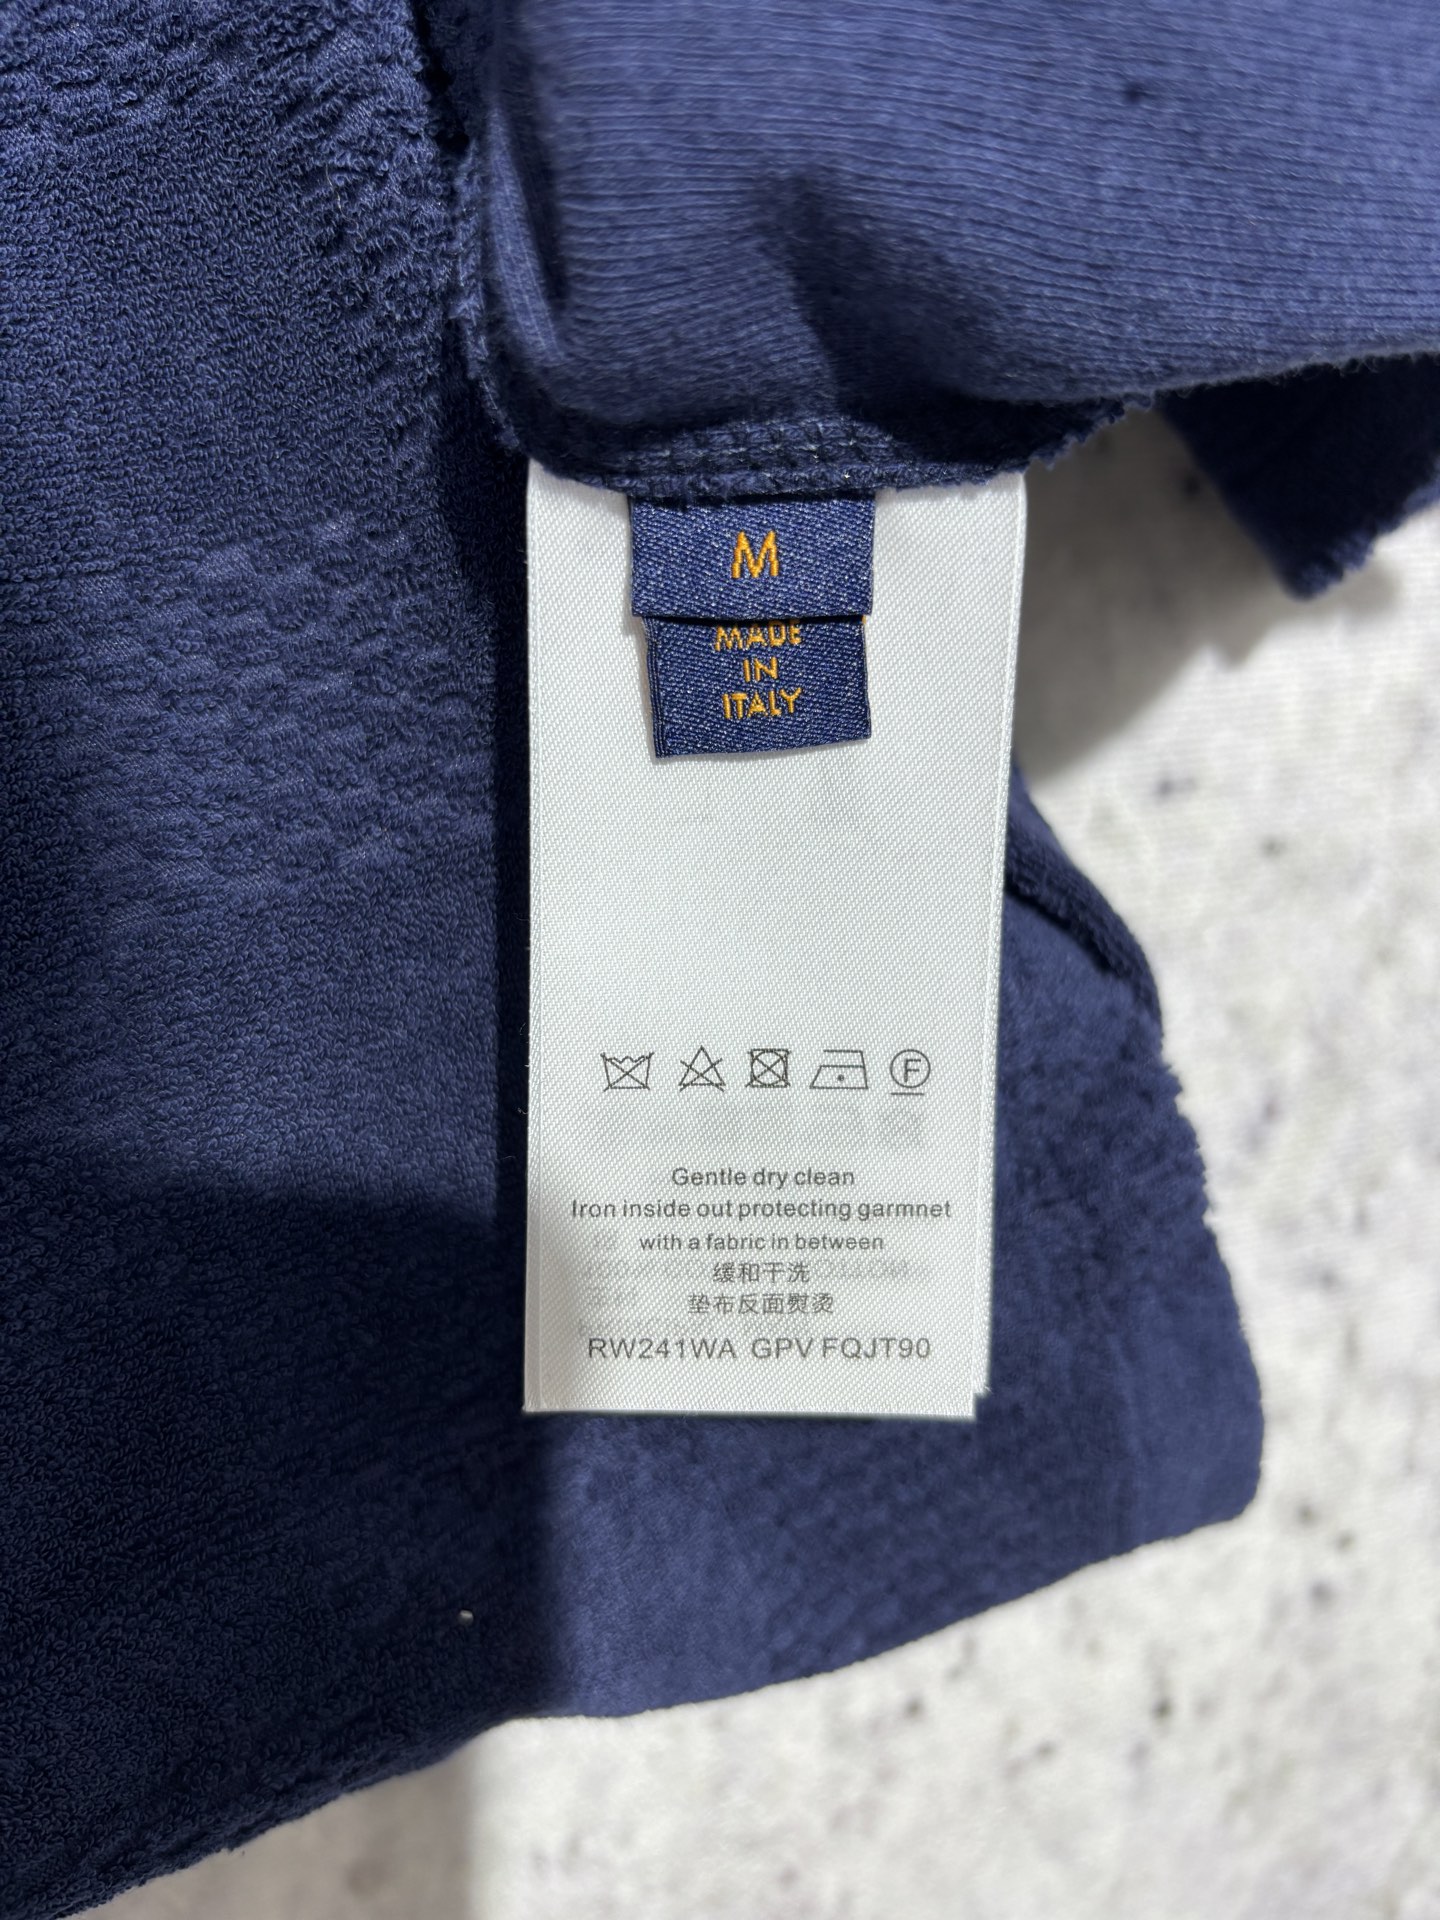 M
MADE
IN
ITALY
F
Gentle dry clean
Iron inside out protecting garmnet
with a fabric in between
缓和干洗
垫布反面熨烫
RW241WA GPV FQJT90